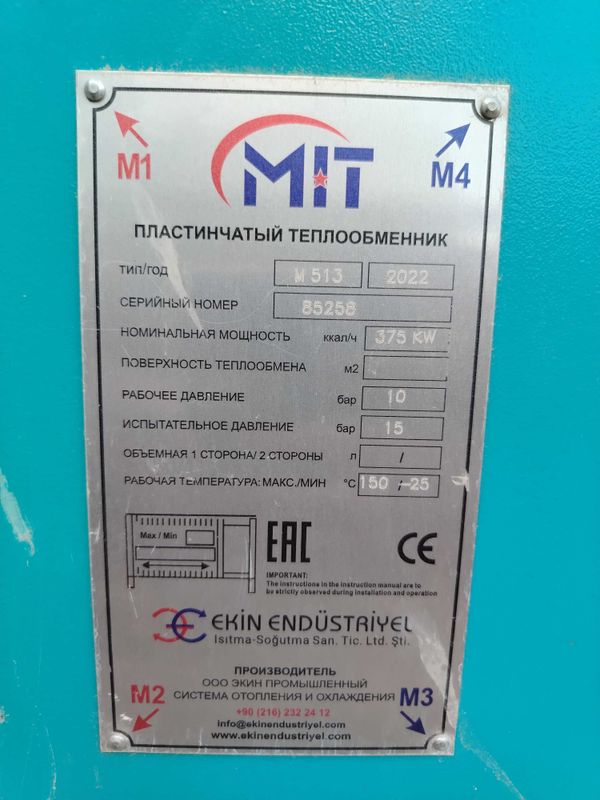 M1
MIT
M4
ПЛАСТИНЧАТЫЙ ТЕПЛООБМЕННИК
ТИП/ГОД M 513 2022
СЕРИЙНЫЙ НОМЕР 85258
НОМИНАЛЬНАЯ МОЩНОСТЬ ккал/ч 375 KW
ПОВЕРХНОСТЬ ТЕПЛООБМЕНА м2
РАБОЧЕЕ ДАВЛЕНИЕ бар 10
ИСПЫТАТЕЛЬНОЕ ДАВЛЕНИЕ бар 15
ОБЪЕМНАЯ 1 СТОРОНА/ 2 СТОРОНЫ л /
РАБОЧАЯ ТЕМПЕРАТУРА: МАКС./МИН °C 150 / -25
Max / Min
EAC
CE
IMPORTANT:
The instructions in the instruction manual are to
be strictly observed during installation and operation
EKİN ENDÜSTRİYEL
Isıtma-Soğutma San. Tic. Ltd. Şti.
ПРОИЗВОДИТЕЛЬ
ООО ЭКИН ПРОМЫШЛЕННЫЙ
СИСТЕМА ОТОПЛЕНИЯ И ОХЛАЖДЕНИЯ
M2
M3
+90 (216) 232 24 12
info@ekinendustriyel.com
www.ekinendustriyel.com